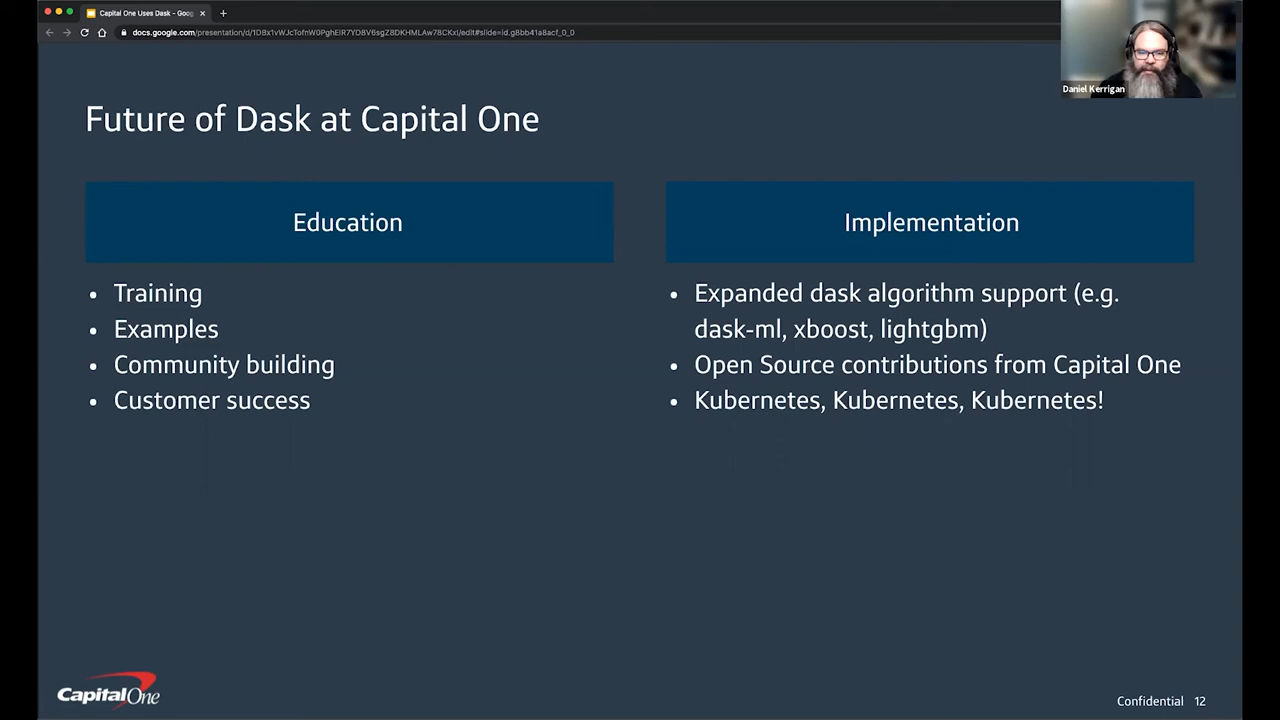 Capital One Uses Dask - Goog
docs.google.com/presentation/d/1DBx1vWJcTofnW0PghEiR7YD8V6sgZ8DKHMLAw78CKxI/edit#slide=id.g8bb41a8acf_0_0
Daniel Kerrigan
Future of Dask at Capital One
Education
• Training
• Examples
• Community building
• Customer success
Implementation
• Expanded dask algorithm support (e.g.
dask-ml, xboost, lightgbm)
• Open Source contributions from Capital One
• Kubernetes, Kubernetes, Kubernetes!
Capital One
Confidential 12